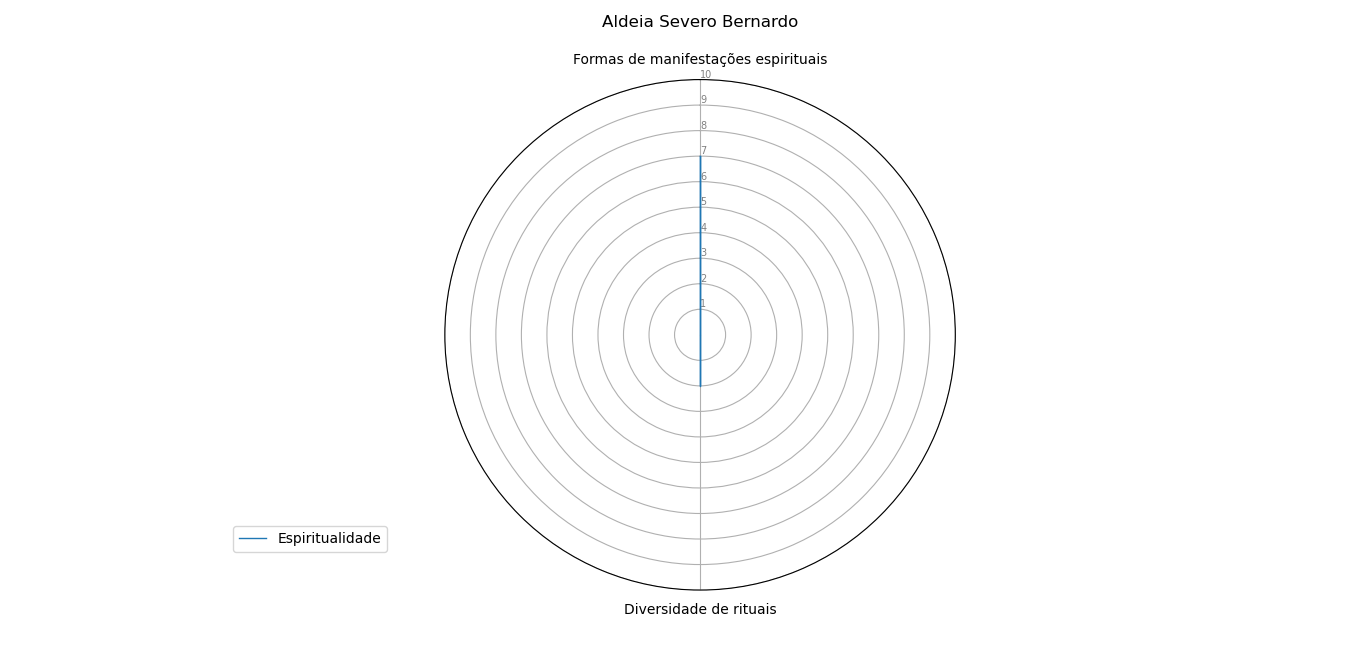 Aldeia Severo Bernardo
Formas de manifestações espirituais
10
9
8
7
6
5
4
3
2
1
Espiritualidade
Diversidade de rituais